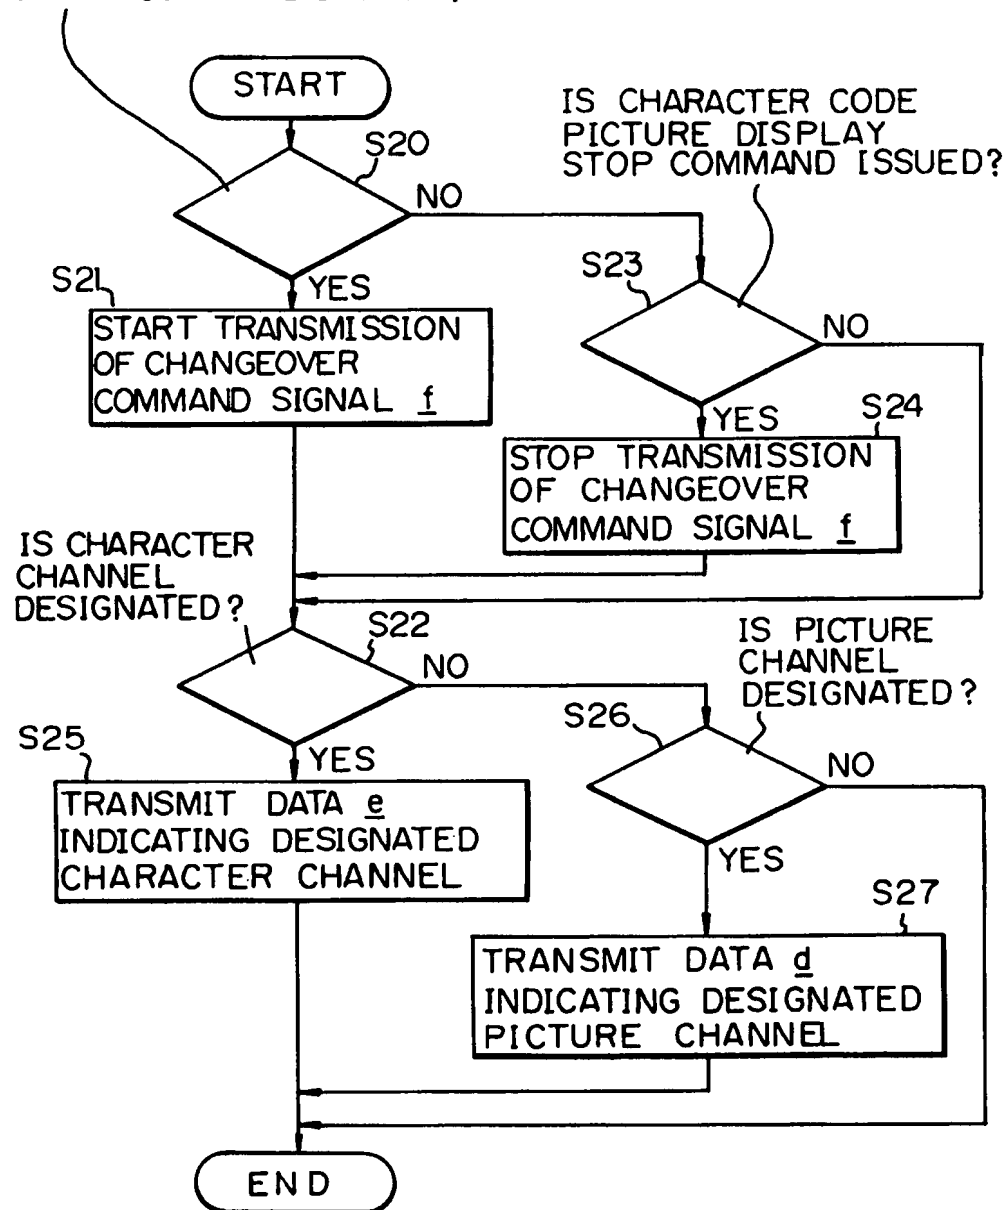 START
S20
IS CHARACTER CODE
PICTURE DISPLAY
STOP COMMAND ISSUED?
NO
YES
S21
START TRANSMISSION
OF CHANGEOVER
COMMAND SIGNAL f
S23
NO
YES
S24
STOP TRANSMISSION
OF CHANGEOVER
COMMAND SIGNAL f
IS CHARACTER
CHANNEL
DESIGNATED?
S22
NO
YES
IS PICTURE
CHANNEL
DESIGNATED?
S26
NO
YES
S25
TRANSMIT DATA e
INDICATING DESIGNATED
CHARACTER CHANNEL
S27
TRANSMIT DATA d
INDICATING DESIGNATED
PICTURE CHANNEL
END